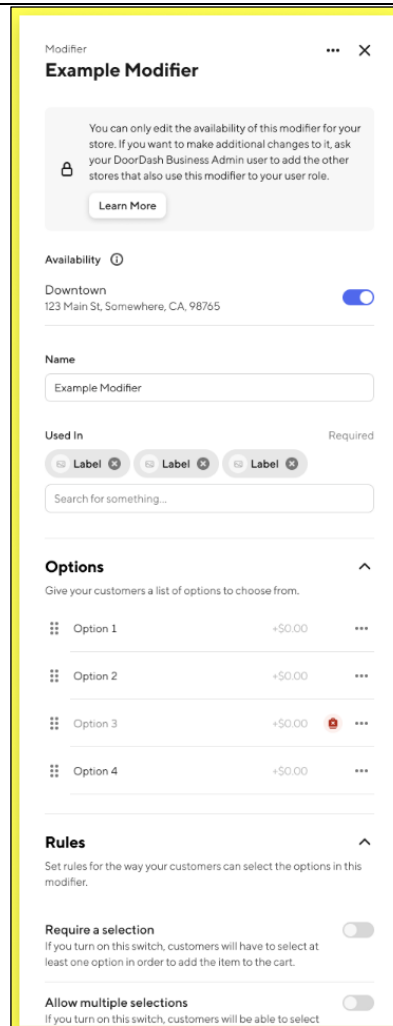 Modifier
Example Modifier
You can only edit the availability of this modifier for your
store. If you want to make additional changes to it, ask
your DoorDash Business Admin user to add the other
stores that also use this modifier to your user role.
Learn More
Availability
Downtown
123 Main St, Somewhere, CA, 98765
Name
Example Modifier
Used In Required
Label Label Label
Search for something...
Options
Give your customers a list of options to choose from.
Option 1 +$0.00
Option 2 +$0.00
Option 3 +$0.00
Option 4 +$0.00
Rules
Set rules for the way your customers can select the options in this
modifier.
Require a selection
If you turn on this switch, customers will have to select at
least one option in order to add the item to the cart.
Allow multiple selections
If you turn on this switch, customers will be able to select